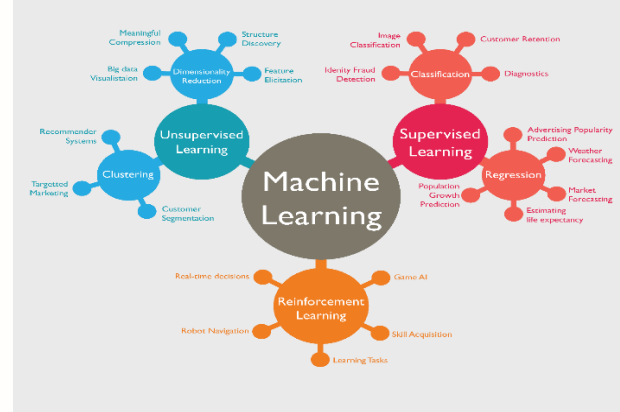 Meaningful
Compression
Structure
Discovery
Big data
Visualistaion
Dimensionality
Reduction
Feature
Elicitation
Unsupervised
Learning
Recommender
Systems
Clustering
Targetted
Marketing
Customer
Segmentation
Machine
Learning
Image
Classification
Customer Retention
Idenity Fraud
Detection
Classification
Diagnostics
Supervised
Learning
Advertising Popularity
Prediction
Weather
Forecasting
Regression
Population
Growth
Prediction
Market
Forecasting
Estimating
life expectancy
Real-time decisions
Game AI
Reinforcement
Learning
Robot Navigation
Skill Acquisition
Learning Tasks